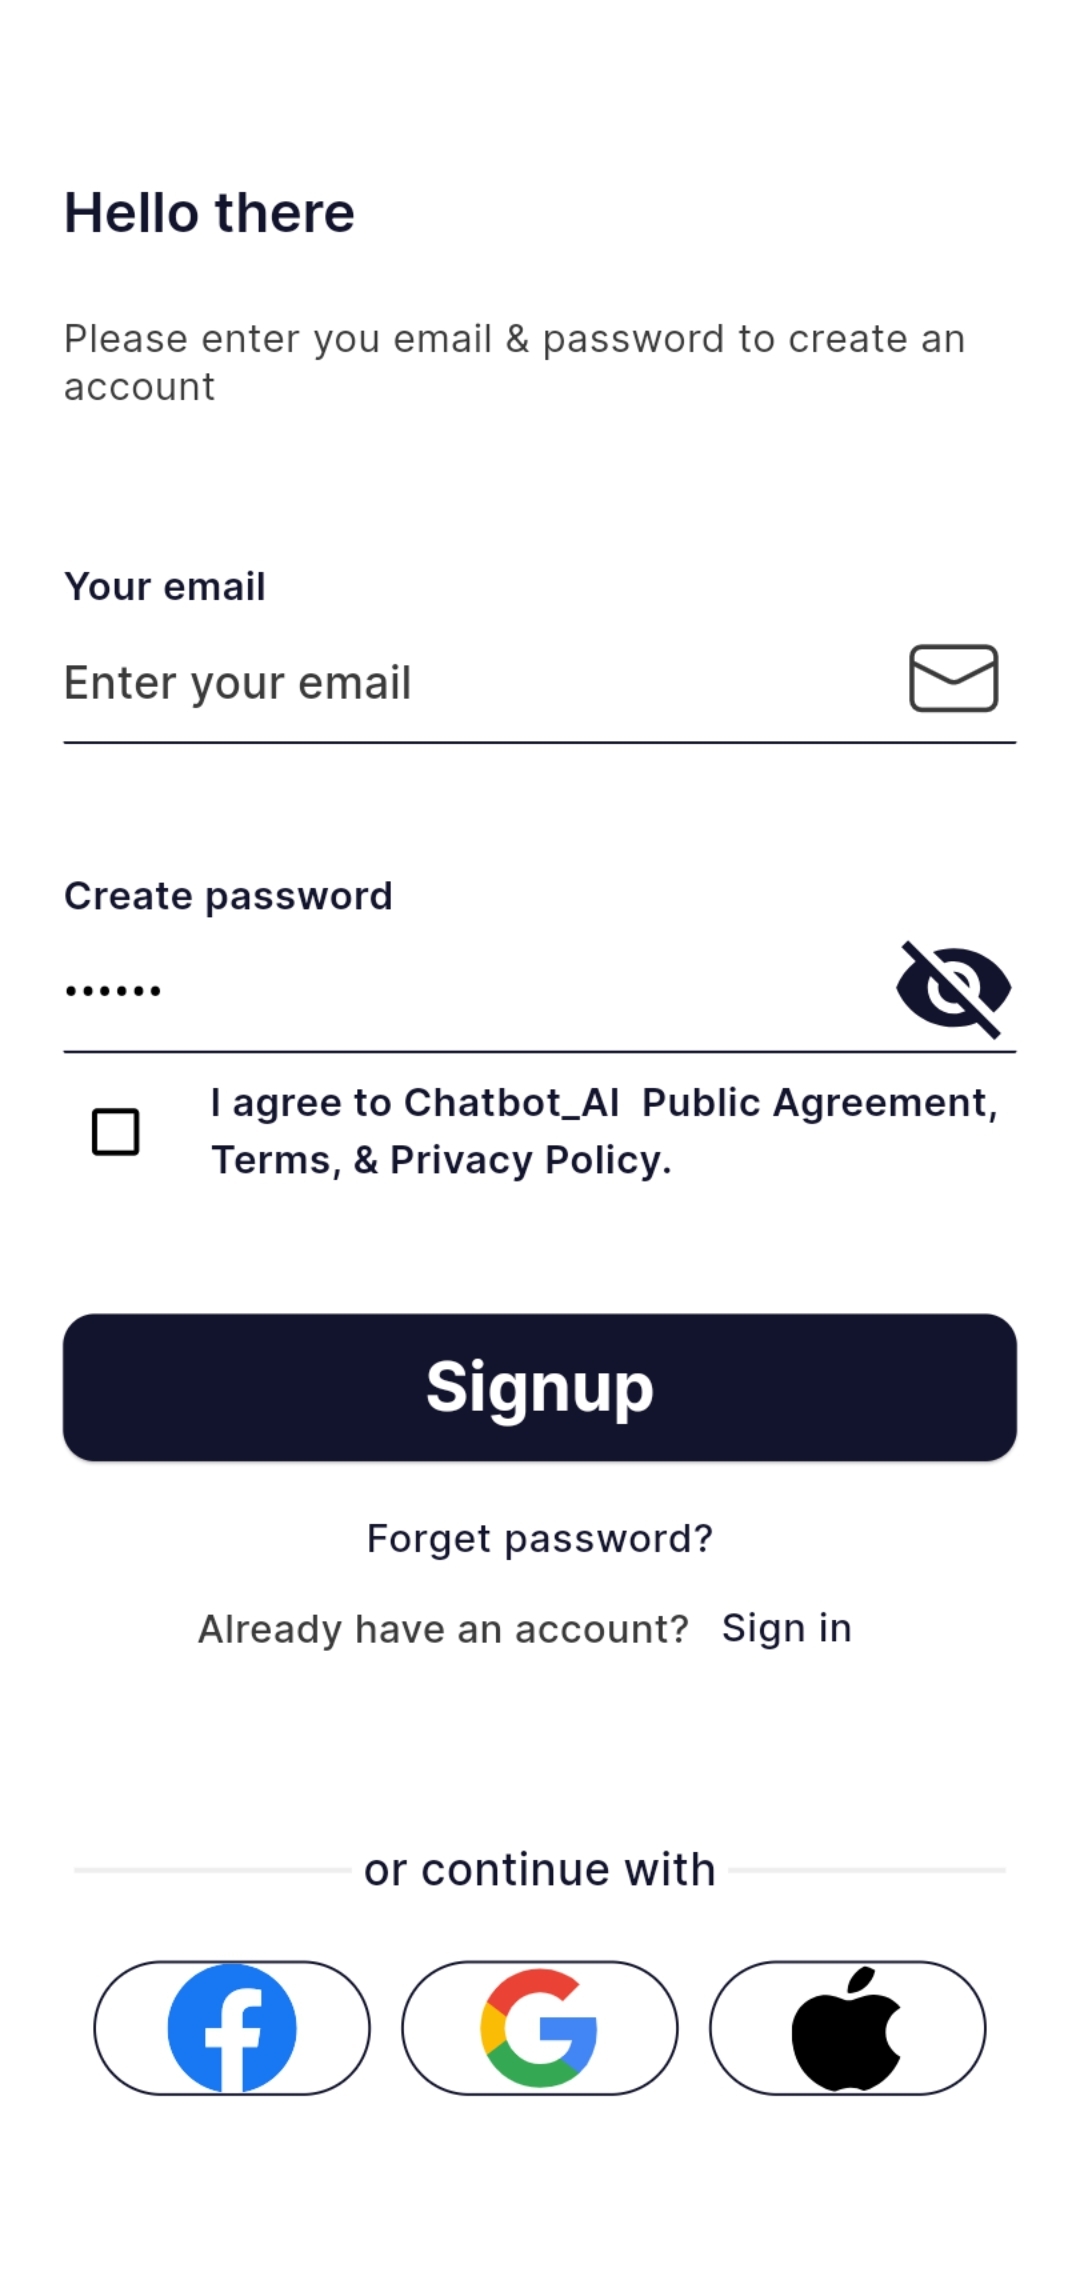 Hello there
Please enter you email & password to create an
account
Your email
Enter your email
Create password
••••••
I agree to Chatbot_AI  Public Agreement,
Terms, & Privacy Policy.
Signup
Forget password?
Already have an account? Sign in
or continue with